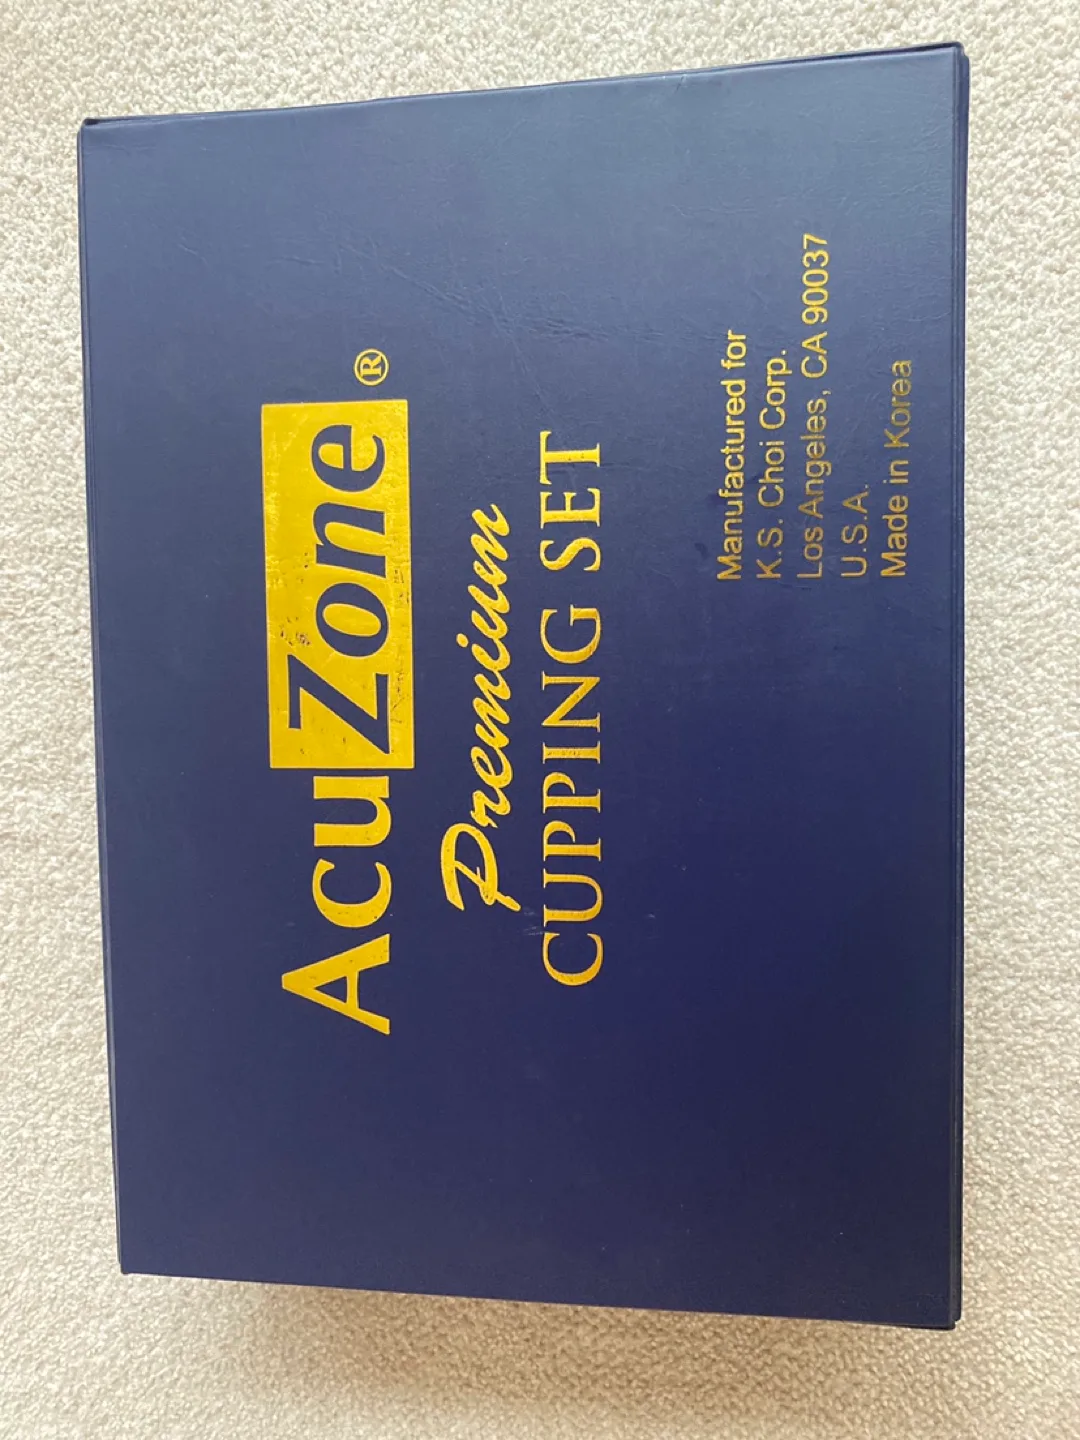 AcuZone®
Premium
CUPPING SET
Manufactured for
K.S. Choi Corp.
Los Angeles, CA 90037
U.S.A.
Made in Korea